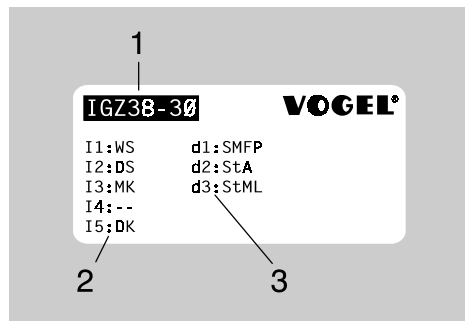 1
IGZ38-30 VOGEL®
I1:WS d1:SMFP
I2:DS d2:StA
I3:MK d3:StML
I4:--
I5:DK
2 3